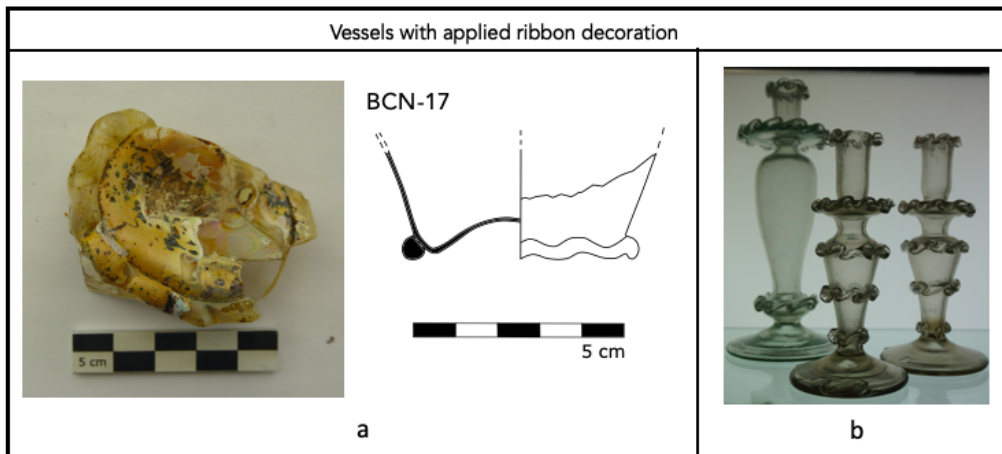 Vessels with applied ribbon decoration
BCN-17
5 cm
5 cm
a
b